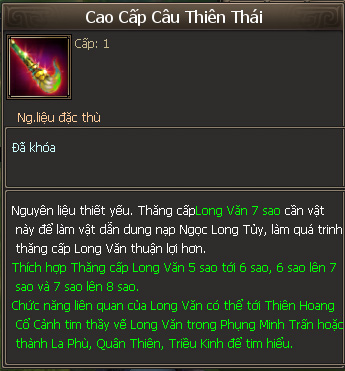 Cao Cấp Câu Thiên Thái
Cấp: 1
Ng.liệu đặc thù
Đã khóa
Nguyên liệu thiết yếu. Thăng cấpLong Văn 7 sao cần vật
này để làm vật dẫn dung nạp Ngọc Long Tủy, làm quá trình
thăng cấp Long Văn thuận lợi hơn.
Thích hợp Thăng cấp Long Văn 5 sao tới 6 sao, 6 sao lên 7
sao và 7 sao lên 8 sao.
Chức năng liên quan của Long Văn có thể tới Thiên Hoang
Cổ Cảnh tìm thầy vẽ Long Văn trong Phụng Minh Trấn hoặc
thành La Phù, Quân Thiên, Triều Kinh để tìm hiểu.